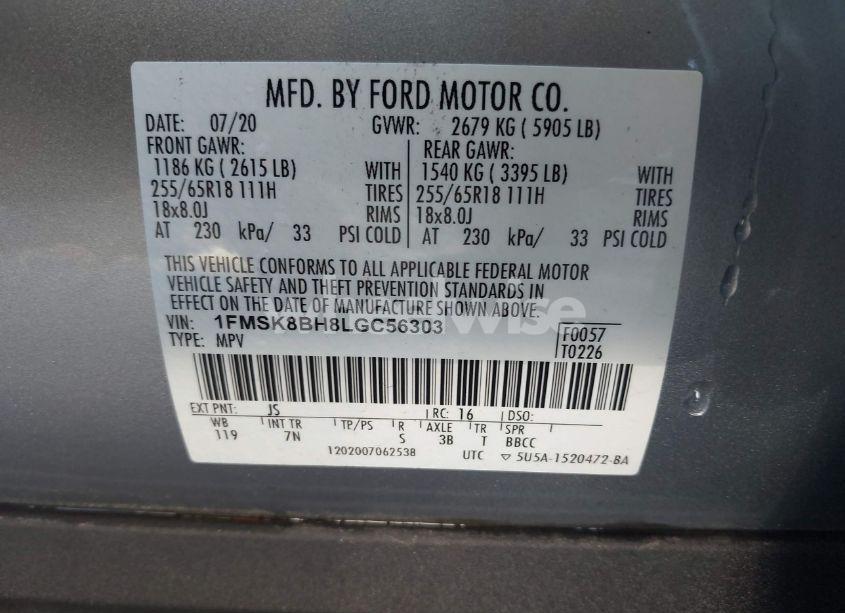 MFD. BY FORD MOTOR CO.
DATE: 07/20 GVWR: 2679 KG ( 5905 LB)
FRONT GAWR: REAR GAWR:
1186 KG ( 2615 LB) WITH 1540 KG ( 3395 LB) WITH
255/65R18 111H TIRES 255/65R18 111H TIRES
18x8.0J RIMS 18x8.0J RIMS
AT 230 kPa/ 33 PSI COLD AT 230 kPa/ 33 PSI COLD
THIS VEHICLE CONFORMS TO ALL APPLICABLE FEDERAL MOTOR
VEHICLE SAFETY AND THEFT PREVENTION STANDARDS IN
EFFECT ON THE DATE OF MANUFACTURE SHOWN ABOVE.
VIN: 1FMSK8BH8LGC56303 F0057
TYPE: MPV T0226
EXT PNT: JS RC: 16 DSO:
WB INT TR TP/PS R AXLE TR SPR
119 7N S 3B T BBCC
1202007062538 UTC ▽ 5U5A-1520472-BA